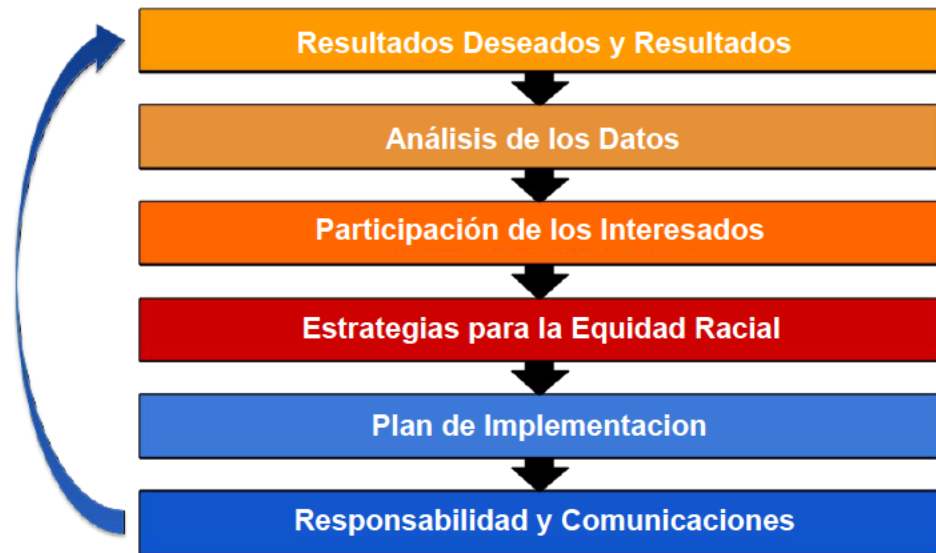 Resultados Deseados y Resultados
Análisis de los Datos
Participación de los Interesados
Estrategias para la Equidad Racial
Plan de Implementacion
Responsabilidad y Comunicaciones